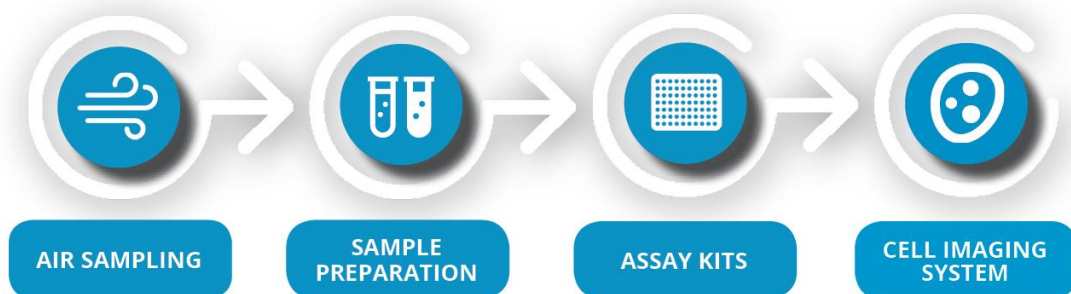 AIR SAMPLING
SAMPLE
PREPARATION
ASSAY KITS
CELL IMAGING
SYSTEM